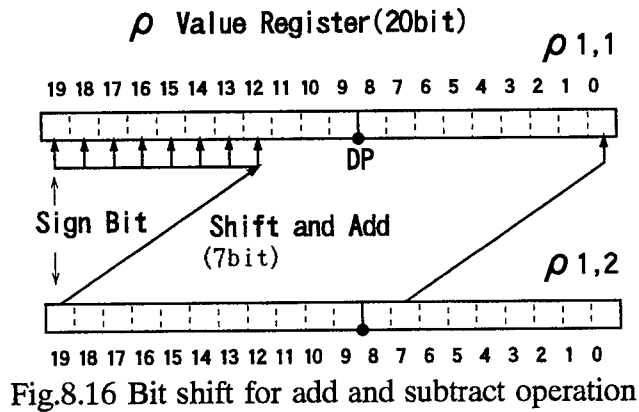 ρ Value Register(20bit)
ρ 1,1
19 18 17 16 15 14 13 12 11 10 9 8 7 6 5 4 3 2 1 0
DP
Sign Bit
Shift and Add
(7bit)
ρ 1,2
19 18 17 16 15 14 13 12 11 10 9 8 7 6 5 4 3 2 1 0
Fig.8.16 Bit shift for add and subtract operation